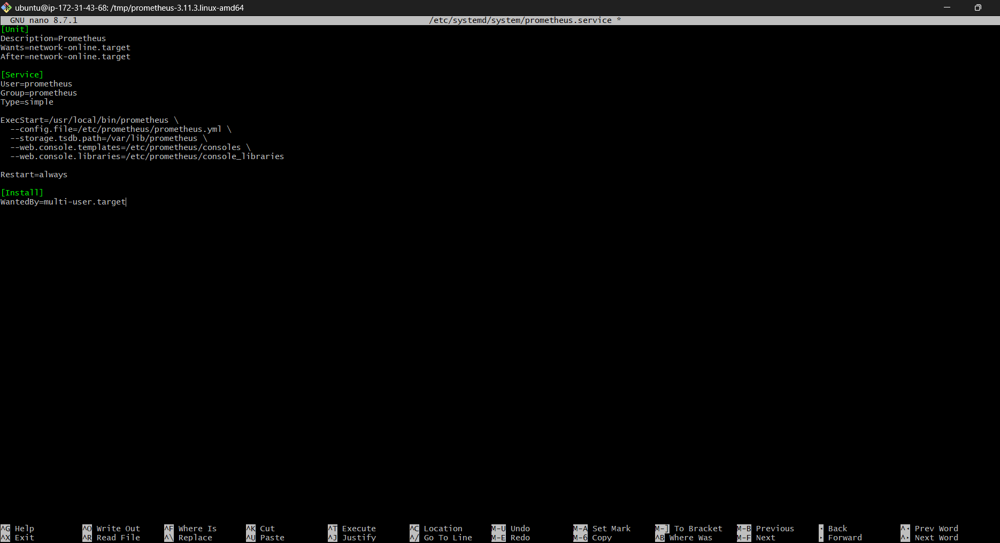 ubuntu@ip-172-31-43-68: /tmp/prometheus-3.11.3.linux-amd64
GNU nano 8.7.1 /etc/systemd/system/prometheus.service *
[Unit]
Description=Prometheus
Wants=network-online.target
After=network-online.target
[Service]
User=prometheus
Group=prometheus
Type=simple
ExecStart=/usr/local/bin/prometheus \
--config.file=/etc/prometheus/prometheus.yml \
--storage.tsdb.path=/var/lib/prometheus \
--web.console.templates=/etc/prometheus/consoles \
--web.console.libraries=/etc/prometheus/console_libraries
Restart=always
[Install]
WantedBy=multi-user.target
^G Help ^O Write Out ^F Where Is ^K Cut ^T Execute ^C Location M-U Undo M-A Set Mark M-] To Bracket M-B Previous ◂ Back ^◂ Prev Word
^X Exit ^R Read File ^\ Replace ^U Paste ^J Justify ^/ Go To Line M-E Redo M-6 Copy ^B Where Was M-F Next ▸ Forward ^▸ Next Word